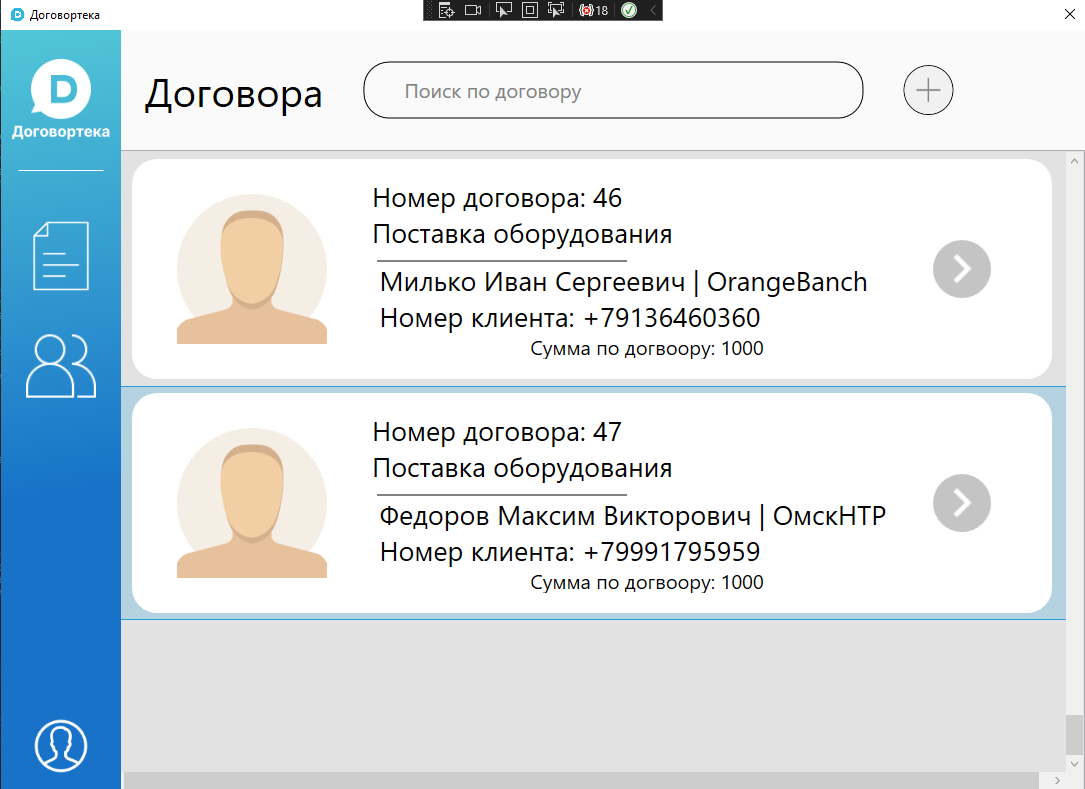 Договортека
18
Договортека
Договора
Поиск по договору
Номер договора: 46
Поставка оборудования
Милько Иван Сергеевич | OrangeBanch
Номер клиента: +79136460360
Сумма по догвоору: 1000
Номер договора: 47
Поставка оборудования
Федоров Максим Викторович | ОмскНТР
Номер клиента: +79991795959
Сумма по догвоору: 1000